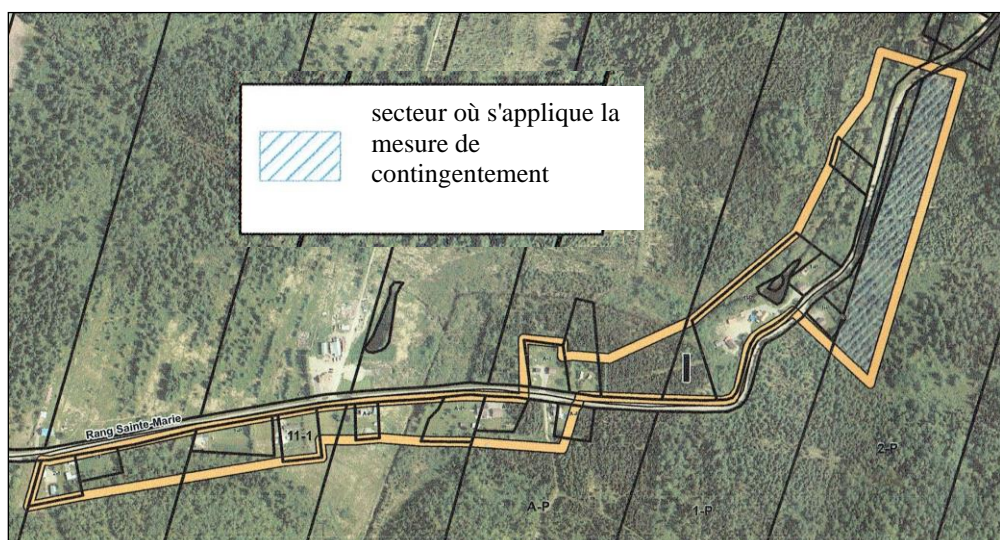 secteur où s'applique la
mesure de
contingentement
Rang Sainte-Marie
11-1
I
2-P
A-P
1-P